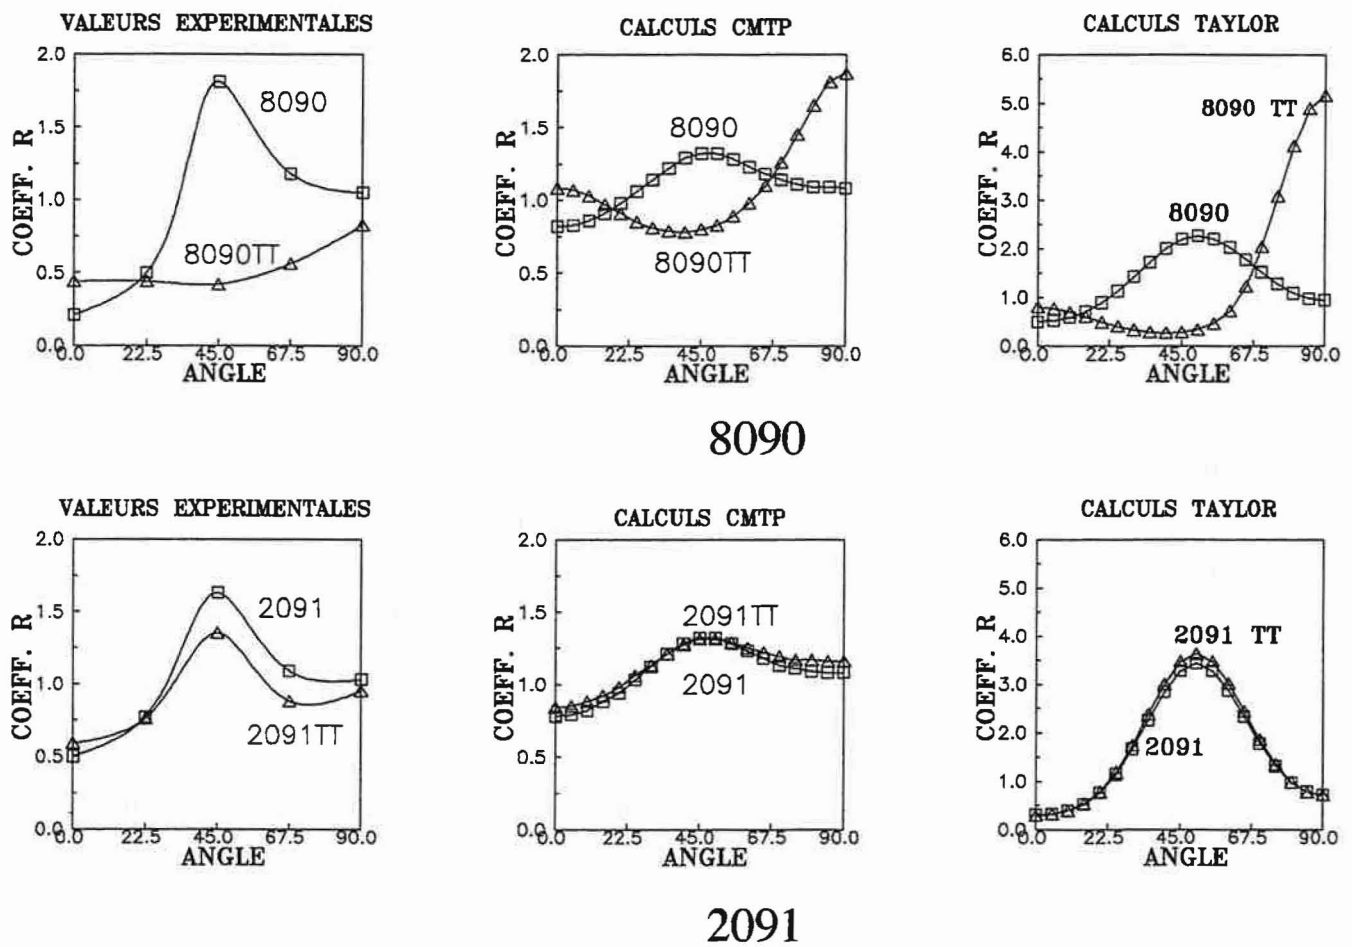 VALEURS EXPERIMENTALES
COEFF. R
2.0
1.5
1.0
0.5
0.0
8090
8090TT
0.0 22.5 45.0 67.5 90.0
ANGLE
CALCULS CMTP
COEFF. R
2.0
1.5
1.0
0.5
0.0
8090
8090TT
0.0 22.5 45.0 67.5 90.0
ANGLE
CALCULS TAYLOR
COEFF. R
6.0
5.0
4.0
3.0
2.0
1.0
0.0
8090 TT
8090
0.0 22.5 45.0 67.5 90.0
ANGLE
8090
VALEURS EXPERIMENTALES
COEFF. R
2.0
1.5
1.0
0.5
0.0
2091
2091TT
0.0 22.5 45.0 67.5 90.0
ANGLE
CALCULS CMTP
COEFF. R
2.0
1.5
1.0
0.5
0.0
2091TT
2091
0.0 22.5 45.0 67.5 90.0
ANGLE
CALCULS TAYLOR
COEFF. R
6.0
5.0
4.0
3.0
2.0
1.0
0.0
2091 TT
2091
0.0 22.5 45.0 67.5 90.0
ANGLE
2091